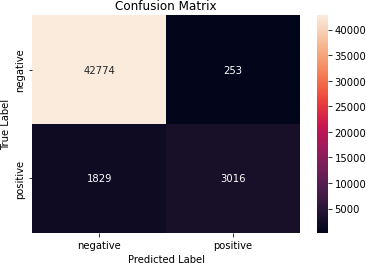 Confusion Matrix
True Label
negative
42774
253
positive
1829
3016
negative
positive
Predicted Label
40000
35000
30000
25000
20000
15000
10000
5000